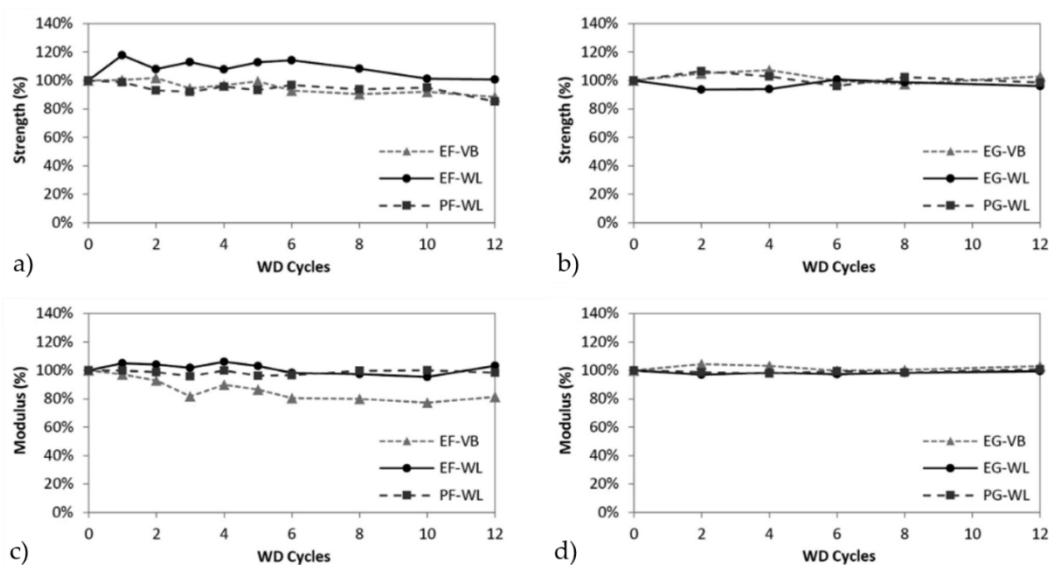 140%
120%
100%
80%
60%
40%
20%
0%
Strength (%)
EF-VB
EF-WL
PF-WL
0 2 4 6 8 10 12
WD Cycles
a)
140%
120%
100%
80%
60%
40%
20%
0%
Strength (%)
EG-VB
EG-WL
PG-WL
0 2 4 6 8 10 12
WD Cycles
b)
140%
120%
100%
80%
60%
40%
20%
0%
Modulus (%)
EF-VB
EF-WL
PF-WL
0 2 4 6 8 10 12
WD Cycles
c)
140%
120%
100%
80%
60%
40%
20%
0%
Modulus (%)
EG-VB
EG-WL
PG-WL
0 2 4 6 8 10 12
WD Cycles
d)